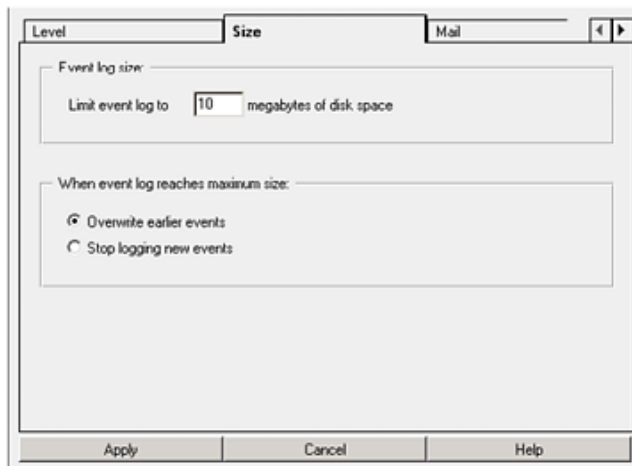 Level Size Mail
Event log size:
Limit event log to 10 megabytes of disk space
When event log reaches maximum size:
Overwrite earlier events
Stop logging new events
Apply Cancel Help